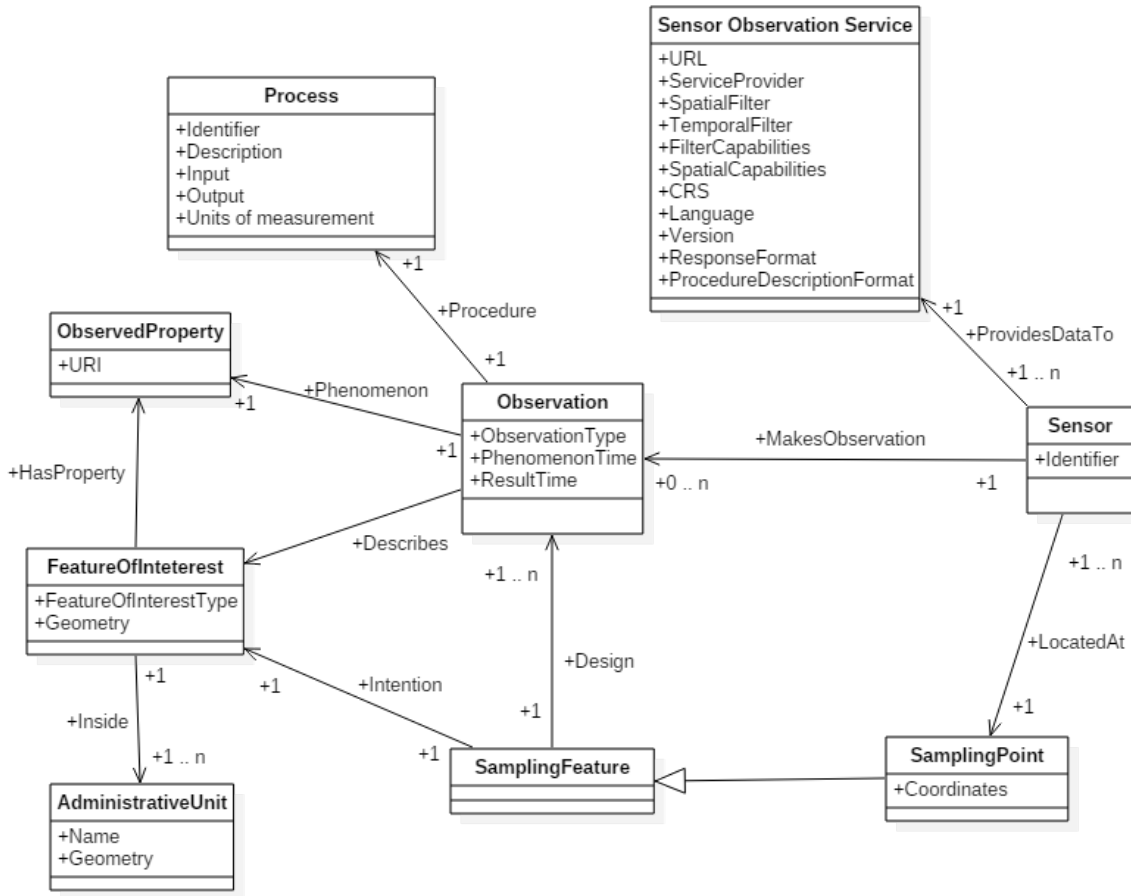 Sensor Observation Service
+URL
+ServiceProvider
+SpatialFilter
+TemporalFilter
+FilterCapabilities
+SpatialCapabilities
+CRS
+Language
+Version
+ResponseFormat
+ProcedureDescriptionFormat
Process
+Identifier
+Description
+Input
+Output
+Units of measurement
+1
+Procedure
+1
+1
+ProvidesDataTo
+1 .. n
ObservedProperty
+URI
+1
+Phenomenon
+1
Observation
+ObservationType
+PhenomenonTime
+ResultTime
+MakesObservation
+0 .. n
+1
Sensor
+Identifier
+HasProperty
+Describes
+1 .. n
+1 .. n
FeatureOfInteterest
+FeatureOfInterestType
+Geometry
+LocatedAt
+Design
+1
+1
+Intention
+1
+1
+1
+Inside
+1 .. n
SamplingFeature
SamplingPoint
+Coordinates
AdministrativeUnit
+Name
+Geometry